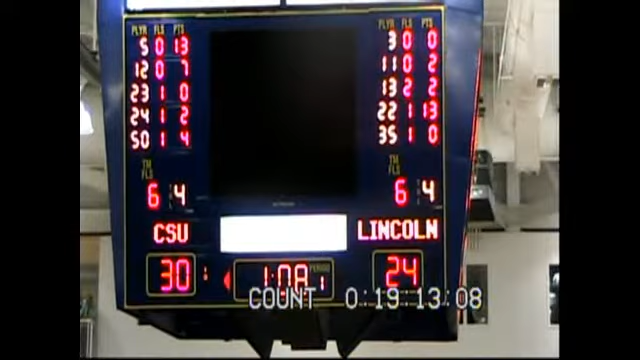 PLYR FLS PTS
5 0 13
12 0 7
23 1 0
24 1 2
50 1 4
PLYR FLS PTS
3 0 0
11 0 2
13 2 2
22 1 13
35 1 0
TM FLS
6 4
TM FLS
6 4
CSU
LINCOLN
30
PERIOD 1
24
COUNT 0:19:13:08